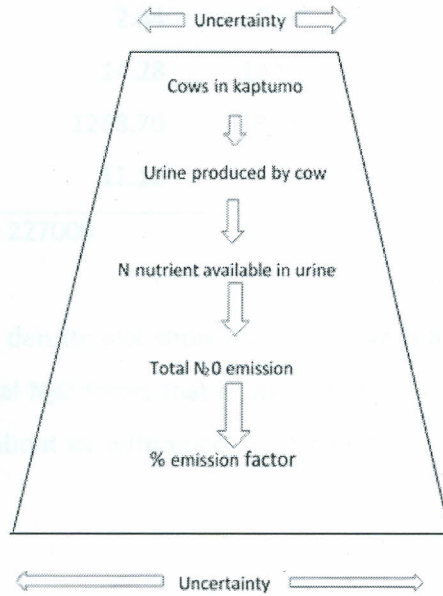 Uncertainty
Cows in kaptumo
Urine produced by cow
N nutrient available in urine
Total N₂0 emission
% emission factor
Uncertainty